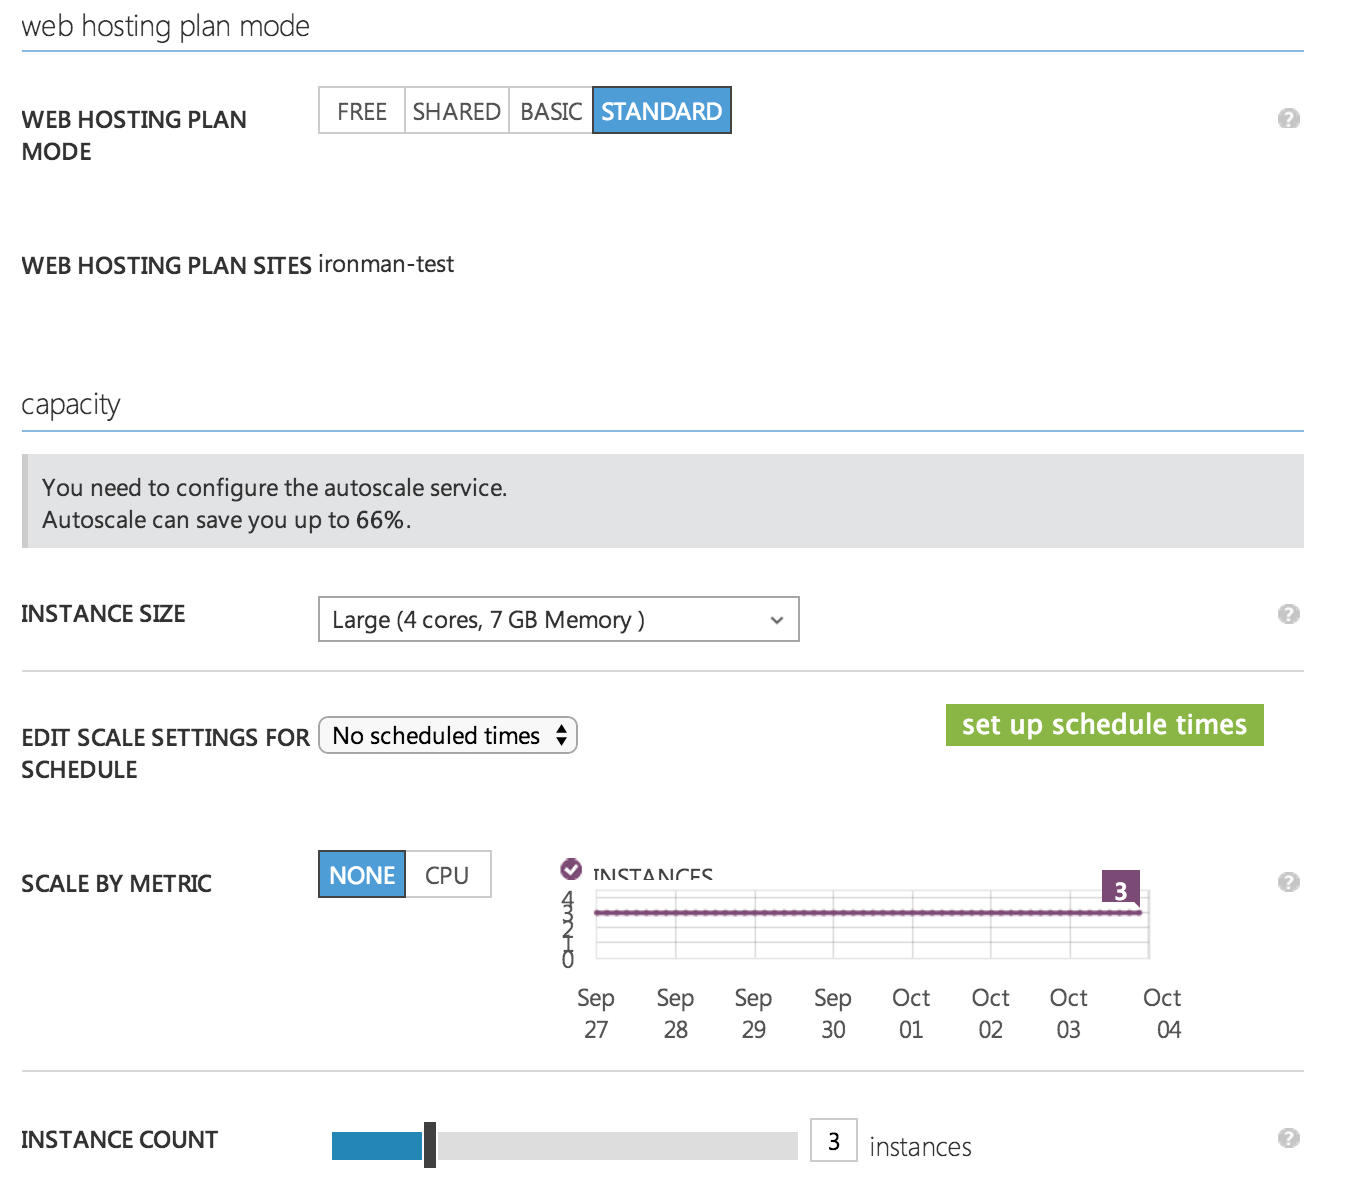 web hosting plan mode
WEB HOSTING PLAN
MODE
FREE SHARED BASIC STANDARD
?
WEB HOSTING PLAN SITES ironman-test
capacity
You need to configure the autoscale service.
Autoscale can save you up to 66%.
INSTANCE SIZE
Large (4 cores, 7 GB Memory )
?
EDIT SCALE SETTINGS FOR
SCHEDULE
No scheduled times
set up schedule times
SCALE BY METRIC
NONE CPU
INSTANCES
4
3
2
1
0
3
?
Sep 27
Sep 28
Sep 29
Sep 30
Oct 01
Oct 02
Oct 03
Oct 04
INSTANCE COUNT
3 instances
?